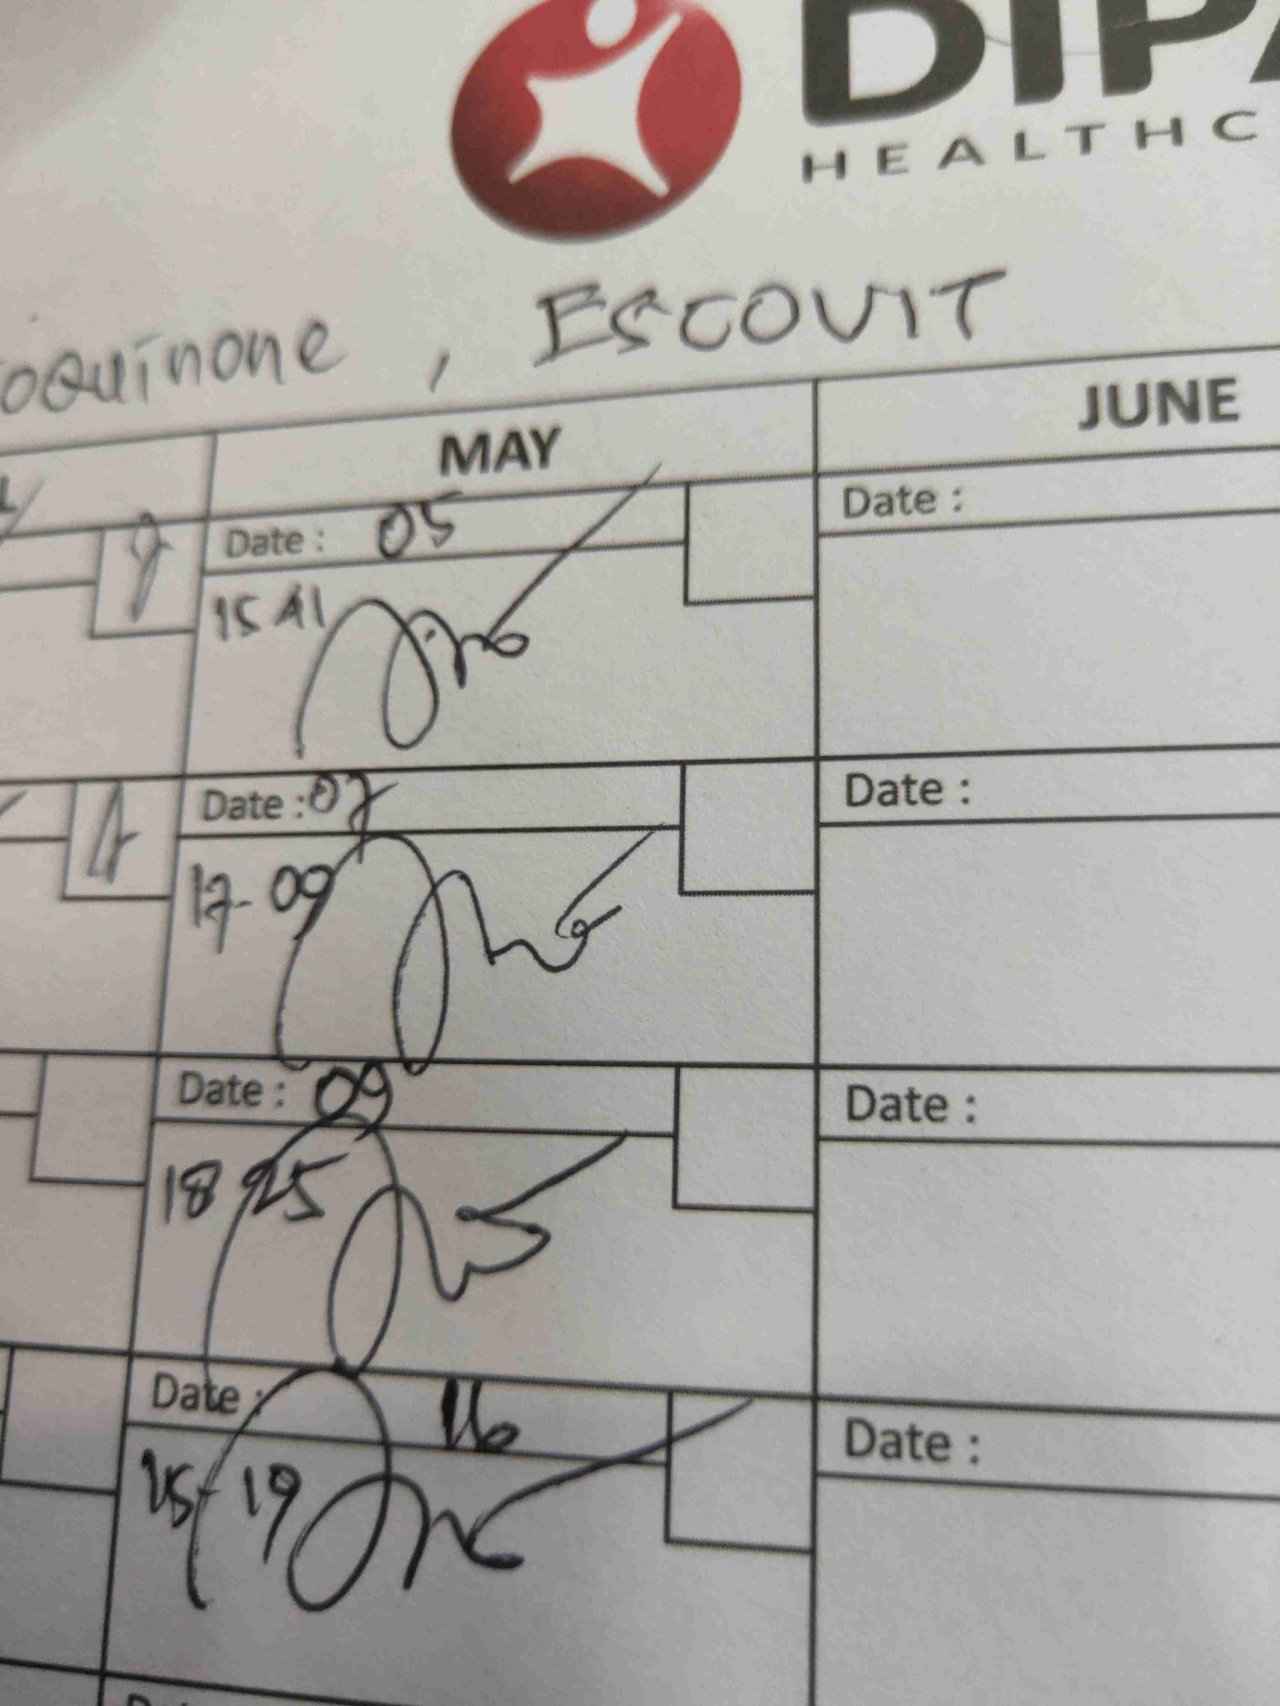 DIPA
HEALTHC
oquinone, ESCOVIT
MAY JUNE
Date : 05 Date :
15 41
Date : 07 Date :
17-09
Date : 09 Date :
18 25
Date : 16 Date :
15-19